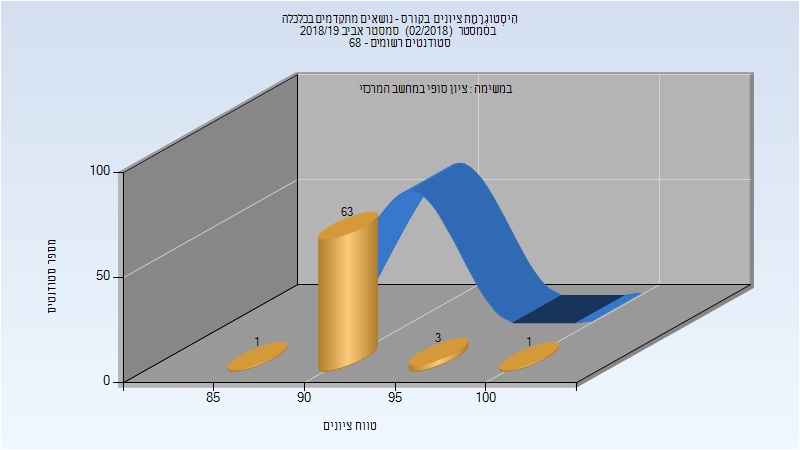 היסטוגרמת ציונים בקורס - נושאים מתקדמים בכלכלה
בסמסטר (02/2018) סמסטר אביב 2018/19
סטודנטים רשומים - 68
במשימה : ציון סופי במחשב המרכזי
מספר סטודנטים
100
50
0
1
63
3
1
85
90
95
100
טווח ציונים